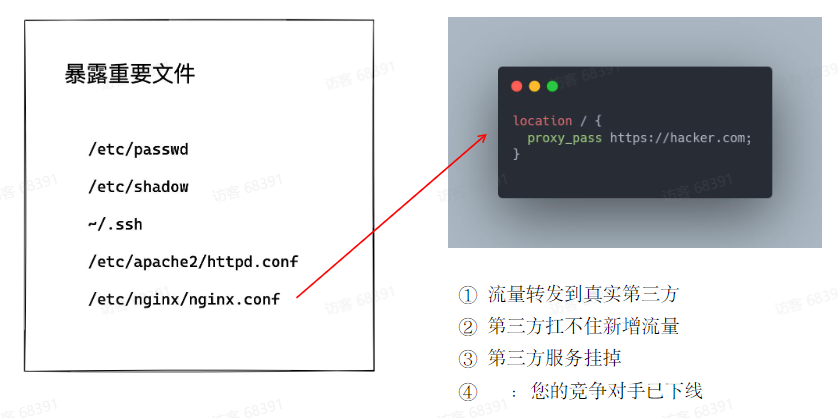 暴露重要文件
/etc/passwd
/etc/shadow
~/.ssh
/etc/apache2/httpd.conf
/etc/nginx/nginx.conf
location / {
proxy_pass https://hacker.com;
}
① 流量转发到真实第三方
② 第三方扛不住新增流量
③ 第三方服务挂掉
④ ：您的竞争对手已下线
访客 68391